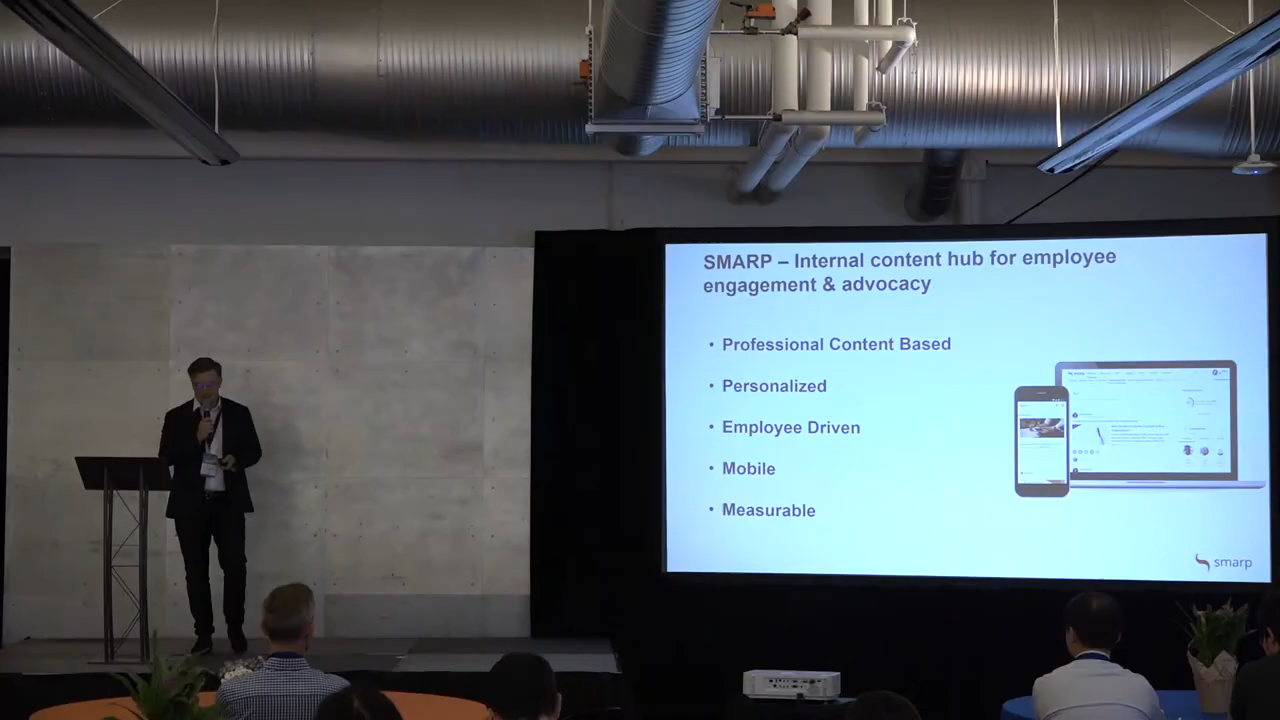 SMARP – Internal content hub for employee
engagement & advocacy
• Professional Content Based
• Personalized
• Employee Driven
• Mobile
• Measurable
smarp